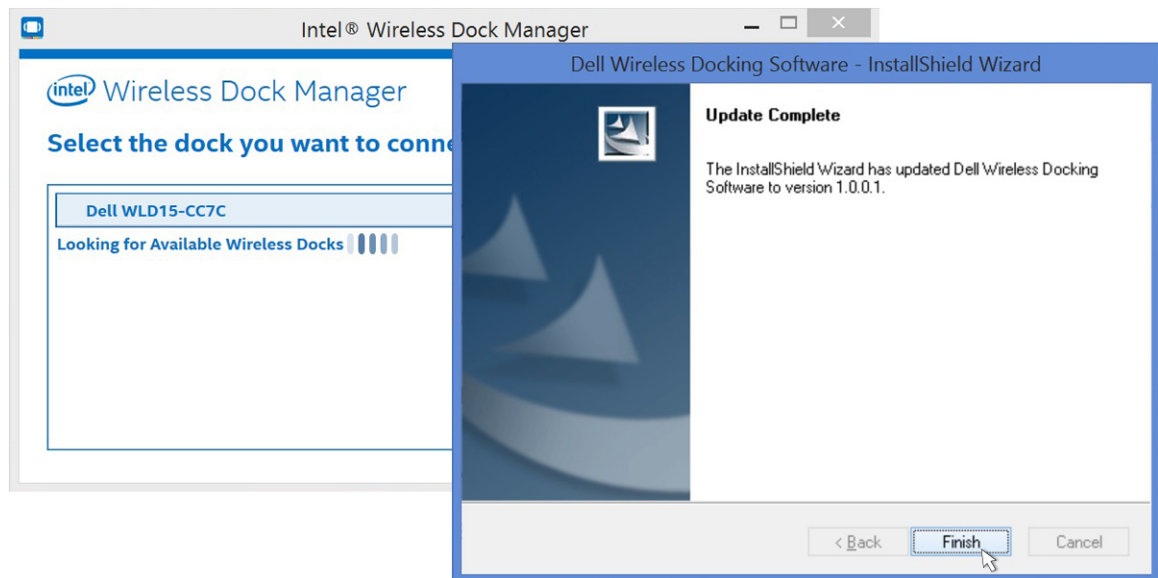 Intel® Wireless Dock Manager
intel Wireless Dock Manager
Select the dock you want to conne
Dell WLD15-CC7C
Looking for Available Wireless Docks
Dell Wireless Docking Software - InstallShield Wizard
Update Complete
The InstallShield Wizard has updated Dell Wireless Docking
Software to version 1.0.0.1.
< Back Finish Cancel